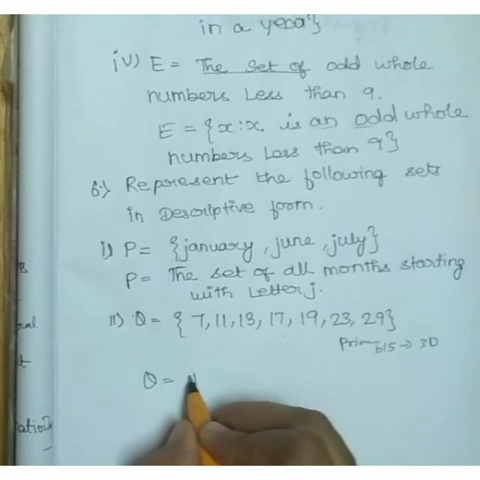 in a year}
iv) E = The set of odd whole
numbers less than 9.
E = {x:x is an odd whole
numbers less than 9}
6.) Represent the following sets
in Descriptive form.
i) P = {january, june, july}
P = The set of all months starting
with letter j.
ii) Q = {7, 11, 13, 17, 19, 23, 29}
Prim b/5 → 30
Q =